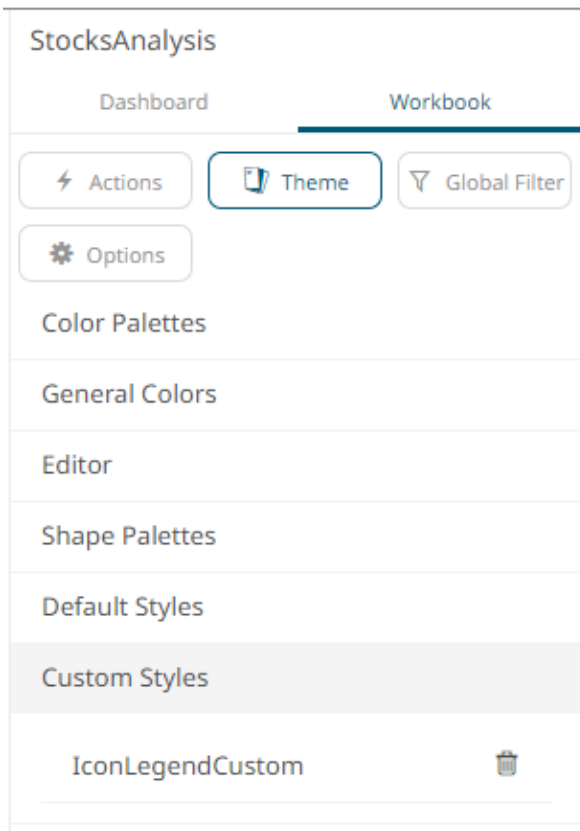 StocksAnalysis
Dashboard Workbook
Actions Theme Global Filter
Options
Color Palettes
General Colors
Editor
Shape Palettes
Default Styles
Custom Styles
IconLegendCustom